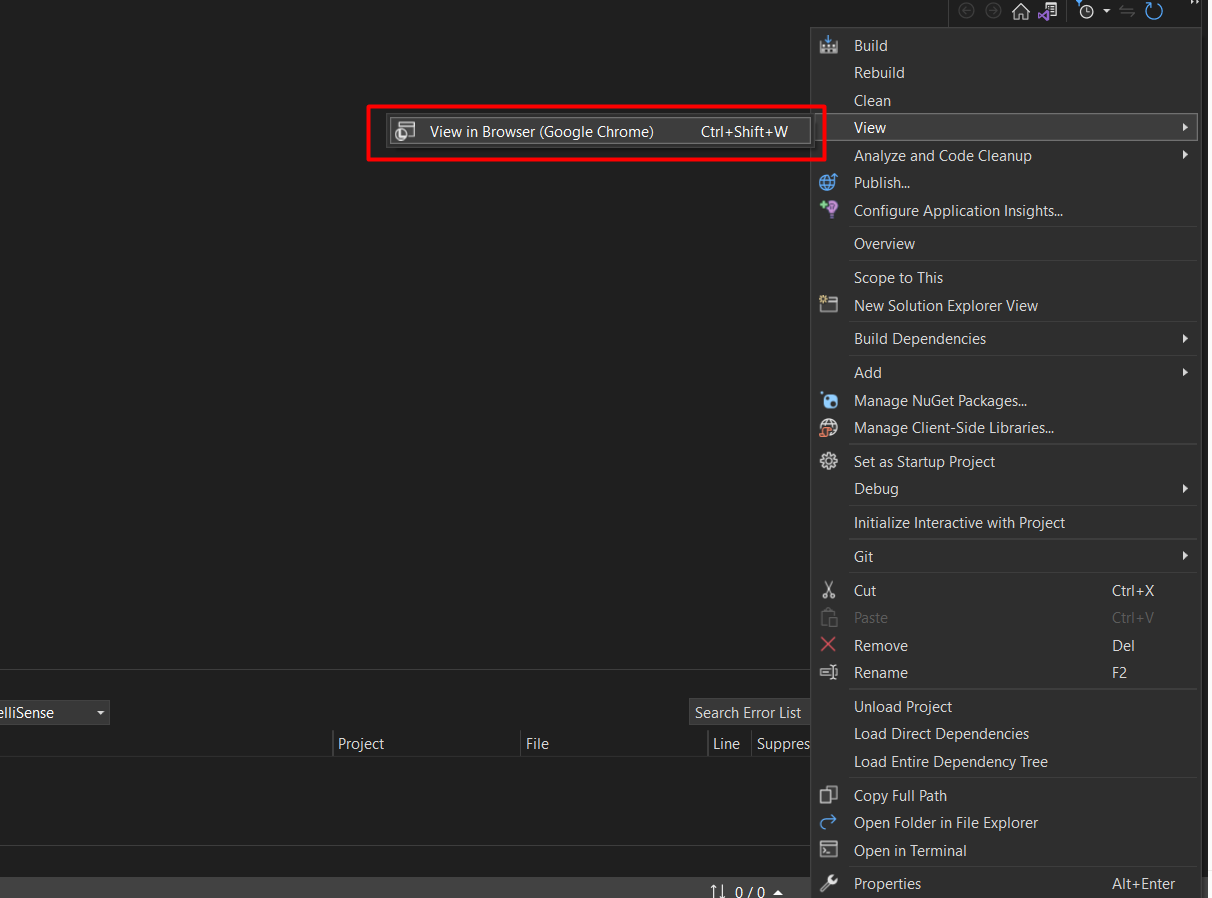 Build
Rebuild
Clean
View in Browser (Google Chrome) Ctrl+Shift+W
View
Analyze and Code Cleanup
Publish...
Configure Application Insights...
Overview
Scope to This
New Solution Explorer View
Build Dependencies
Add
Manage NuGet Packages...
Manage Client-Side Libraries...
Set as Startup Project
Debug
Initialize Interactive with Project
Git
Cut Ctrl+X
Paste Ctrl+V
Remove Del
Rename F2
Unload Project
Load Direct Dependencies
Load Entire Dependency Tree
Copy Full Path
Open Folder in File Explorer
Open in Terminal
Properties Alt+Enter
elliSense
Search Error List
Project File Line Suppres
0 / 0